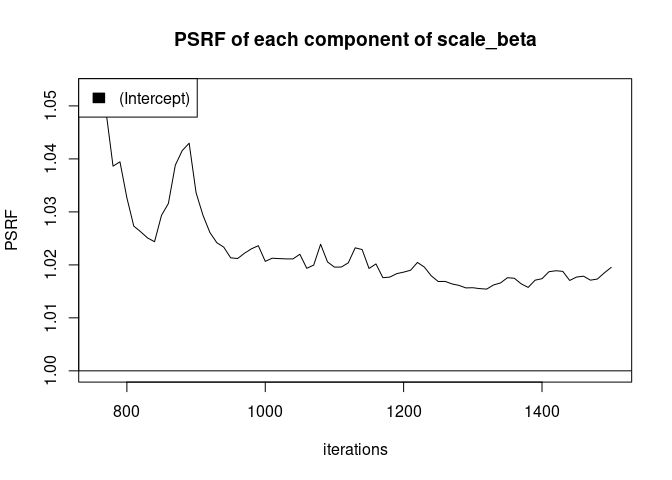 PSRF of each component of scale_beta
(Intercept)
PSRF
1.05
1.04
1.03
1.02
1.01
1.00
800 1000 1200 1400
iterations